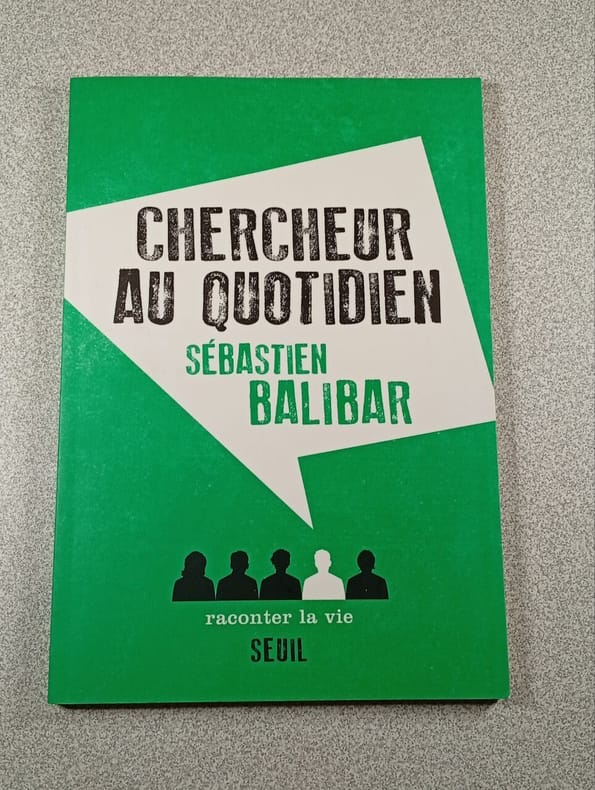 CHERCHEUR
AU QUOTIDIEN
SÉBASTIEN
BALIBAR
raconter la vie
SEUIL